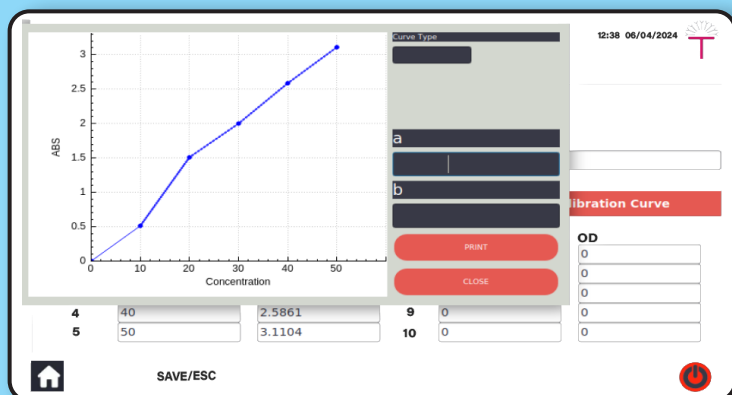 12:38 06/04/2024
Curve Type
3
2.5
2
1.5
1
0.5
0
ABS
0 10 20 30 40 50
Concentration
a
b
PRINT
CLOSE
libration Curve
OD
0
0
0
4 40 2.5861 9 0 0
5 50 3.1104 10 0 0
SAVE/ESC